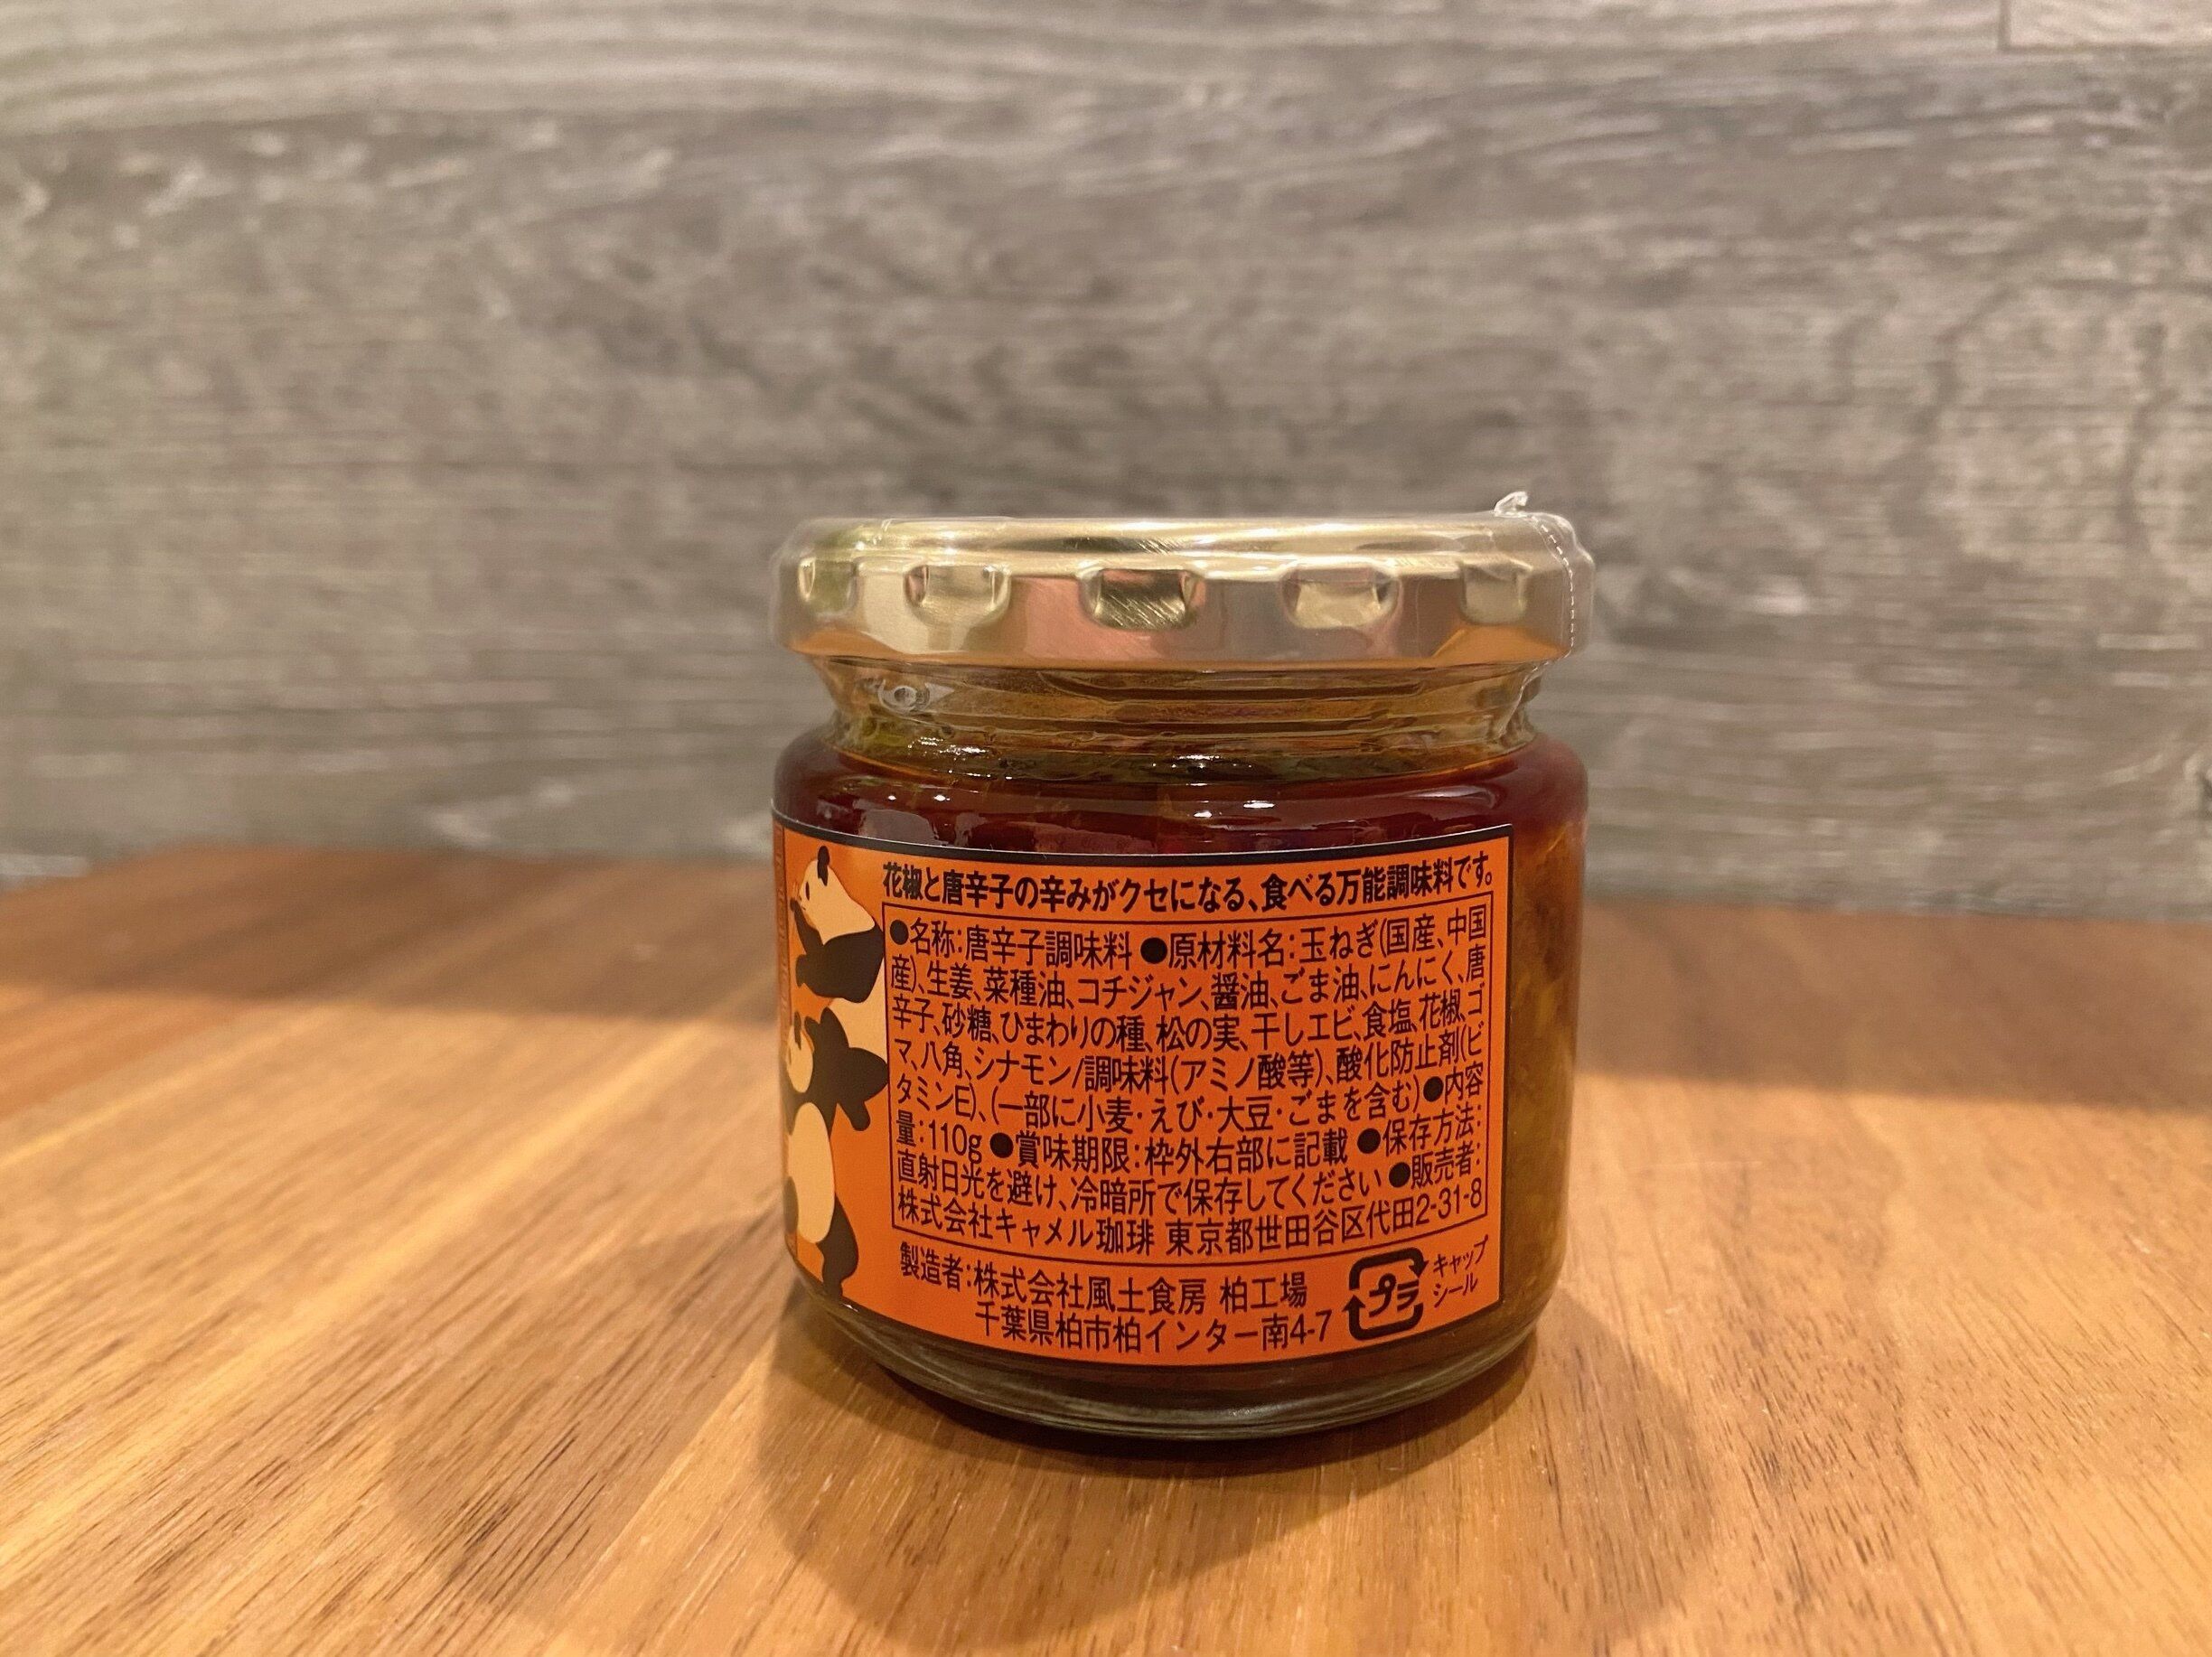 花椒と唐辛子の辛みがクセになる、食べる万能調味料です。
●名称:唐辛子調味料 ●原材料名:玉ねぎ(国産、中国
産)、生姜、菜種油、コチジャン、醤油、ごま油、にんにく、唐
辛子、砂糖、ひまわりの種、松の実、干しエビ、食塩、花椒、ゴ
マ、八角、シナモン/調味料(アミノ酸等)、酸化防止剤(ビ
タミンE)、(一部に小麦・えび・大豆・ごまを含む) ●内容
量:110g ●賞味期限:枠外右部に記載 ●保存方法:
直射日光を避け、冷暗所で保存してください ●販売者:
株式会社キャメル珈琲 東京都世田谷区代田2-31-8
製造者:株式会社風土食房 柏工場
千葉県柏市柏インター南4-7
プラ
キャップ
シール